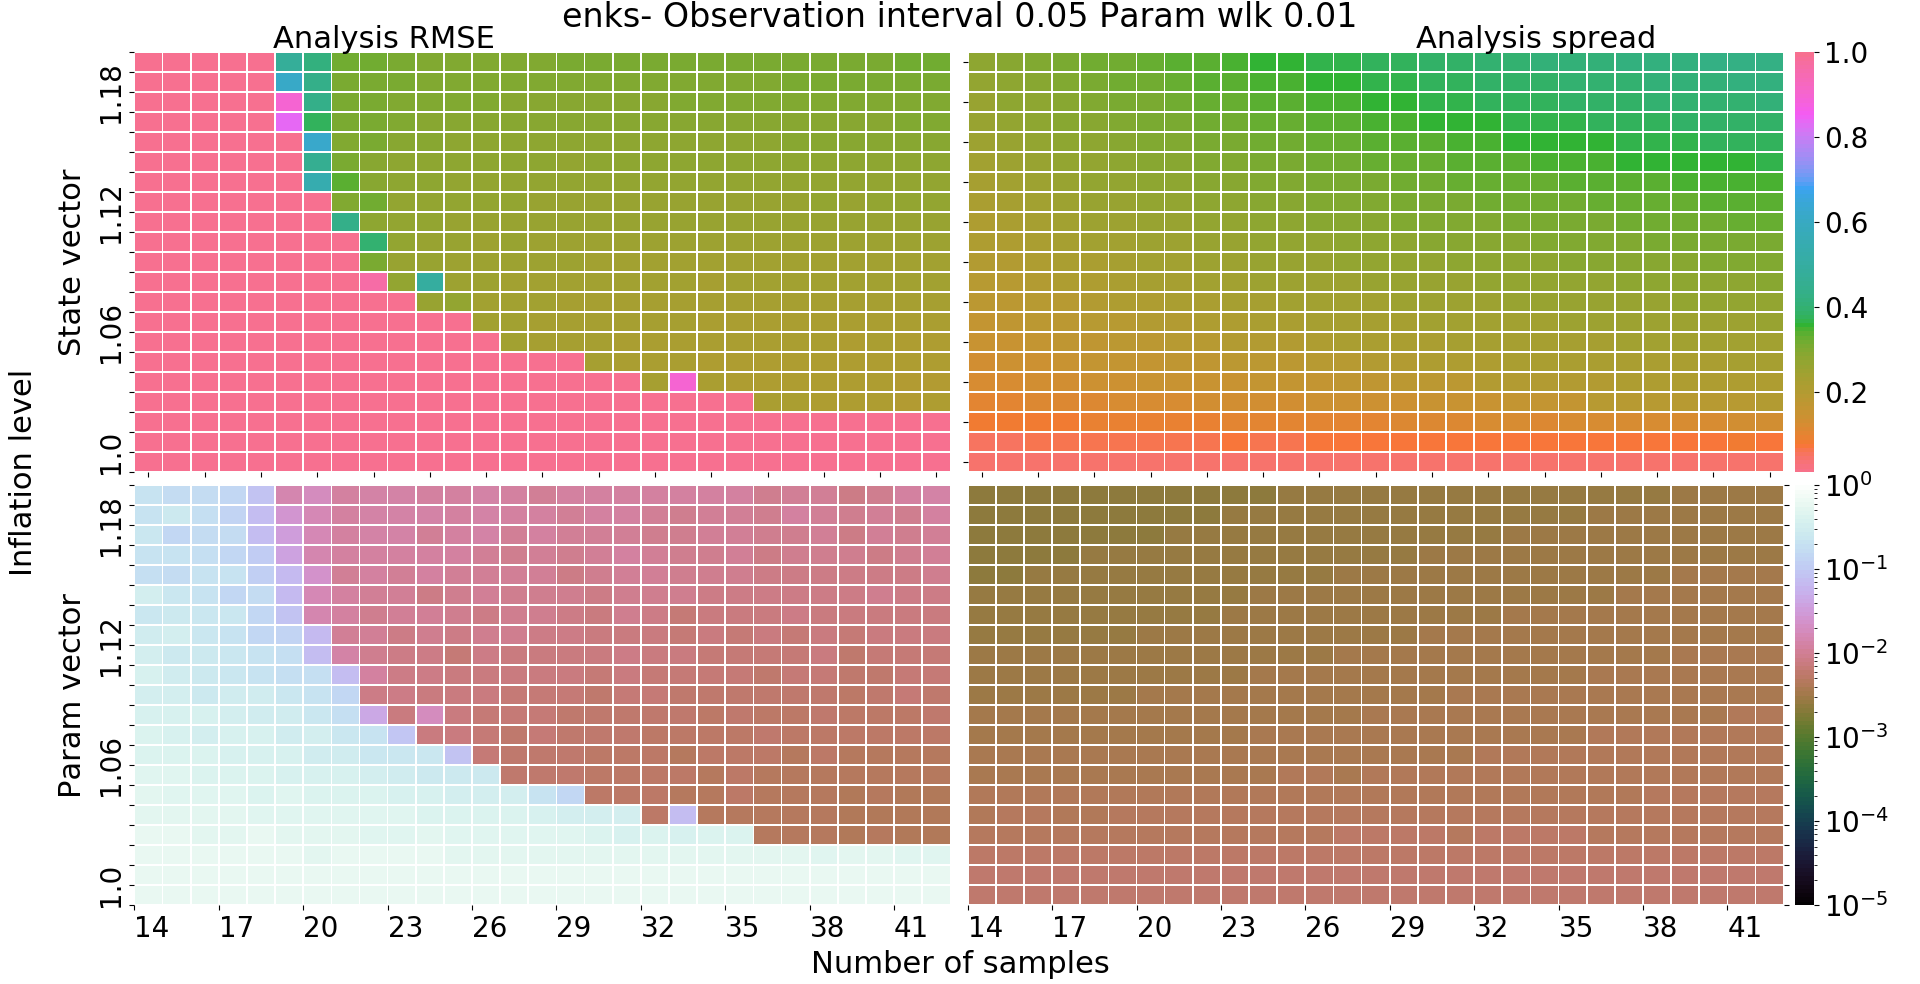 enks- Observation interval 0.05 Param wlk 0.01
Analysis RMSE
Analysis spread
Inflation level
State vector
1.18
1.12
1.06
1.0
1.0
0.8
0.6
0.4
0.2
Param vector
1.18
1.12
1.06
1.0
10⁰
10⁻¹
10⁻²
10⁻³
10⁻⁴
10⁻⁵
14 17 20 23 26 29 32 35 38 41
14 17 20 23 26 29 32 35 38 41
Number of samples